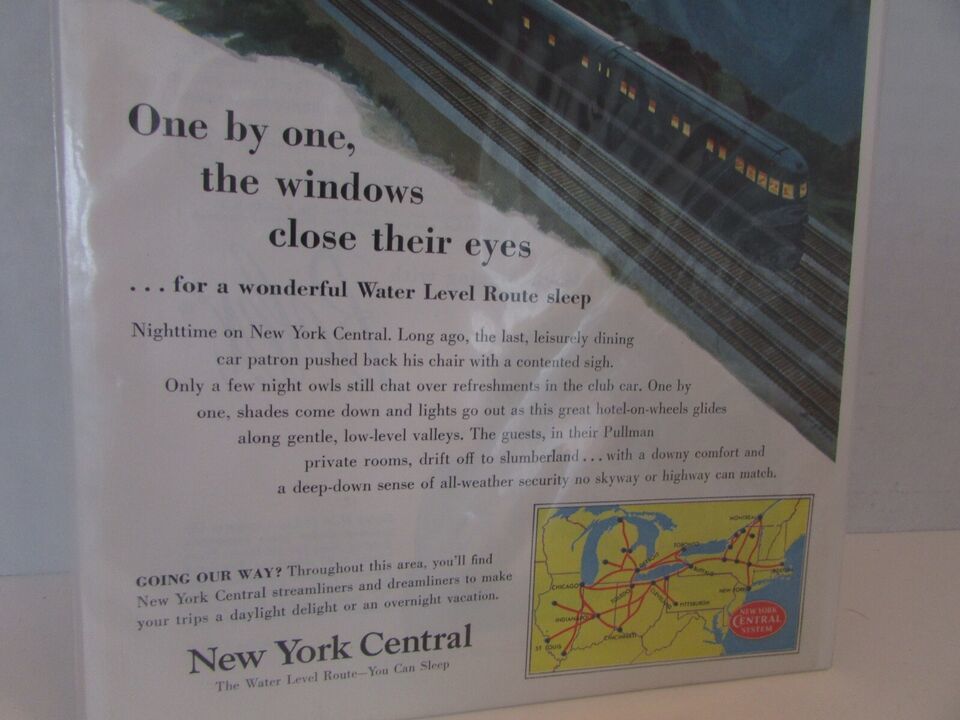 One by one,
the windows
close their eyes
... for a wonderful Water Level Route sleep
Nighttime on New York Central. Long ago, the last, leisurely dining
car patron pushed back his chair with a contented sigh.
Only a few night owls still chat over refreshments in the club car. One by
one, shades come down and lights go out as this great hotel-on-wheels glides
along gentle, low-level valleys. The guests, in their Pullman
private rooms, drift off to slumberland ... with a downy comfort and
a deep-down sense of all-weather security no skyway or highway can match.
GOING OUR WAY? Throughout this area, you'll find
New York Central streamliners and dreamliners to make
your trips a daylight delight or an overnight vacation.
New York Central
The Water Level Route—You Can Sleep
MONTREAL
TORONTO
DETROIT
BUFFALO
BOSTON
CHICAGO
TOLEDO
CLEVELAND
NEW YORK
PITTSBURGH
INDIANAPOLIS
CINCINNATI
ST LOUIS
NEW YORK
CENTRAL
SYSTEM